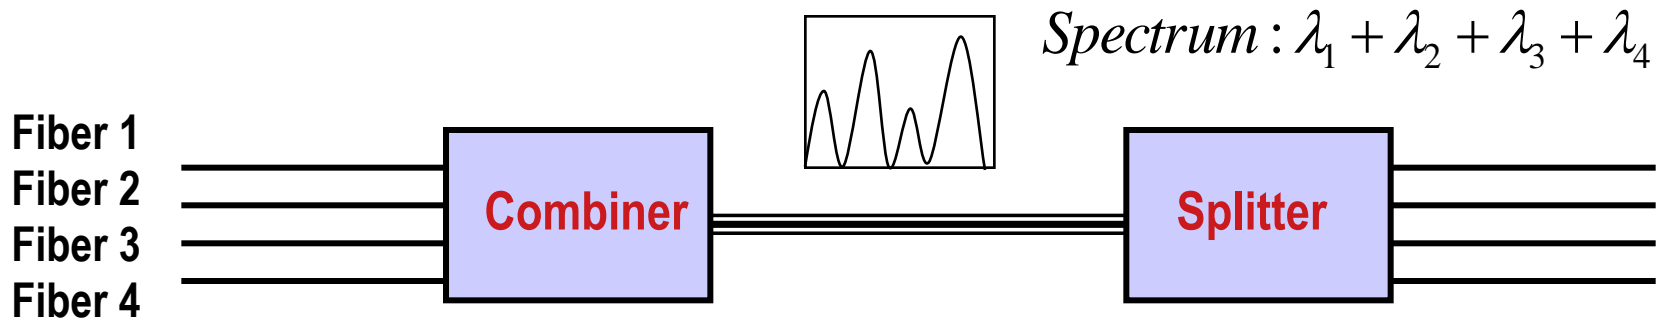 Spectrum : λ₁ + λ₂ + λ₃ + λ₄
Fiber 1
Fiber 2
Fiber 3
Fiber 4
Combiner
Splitter